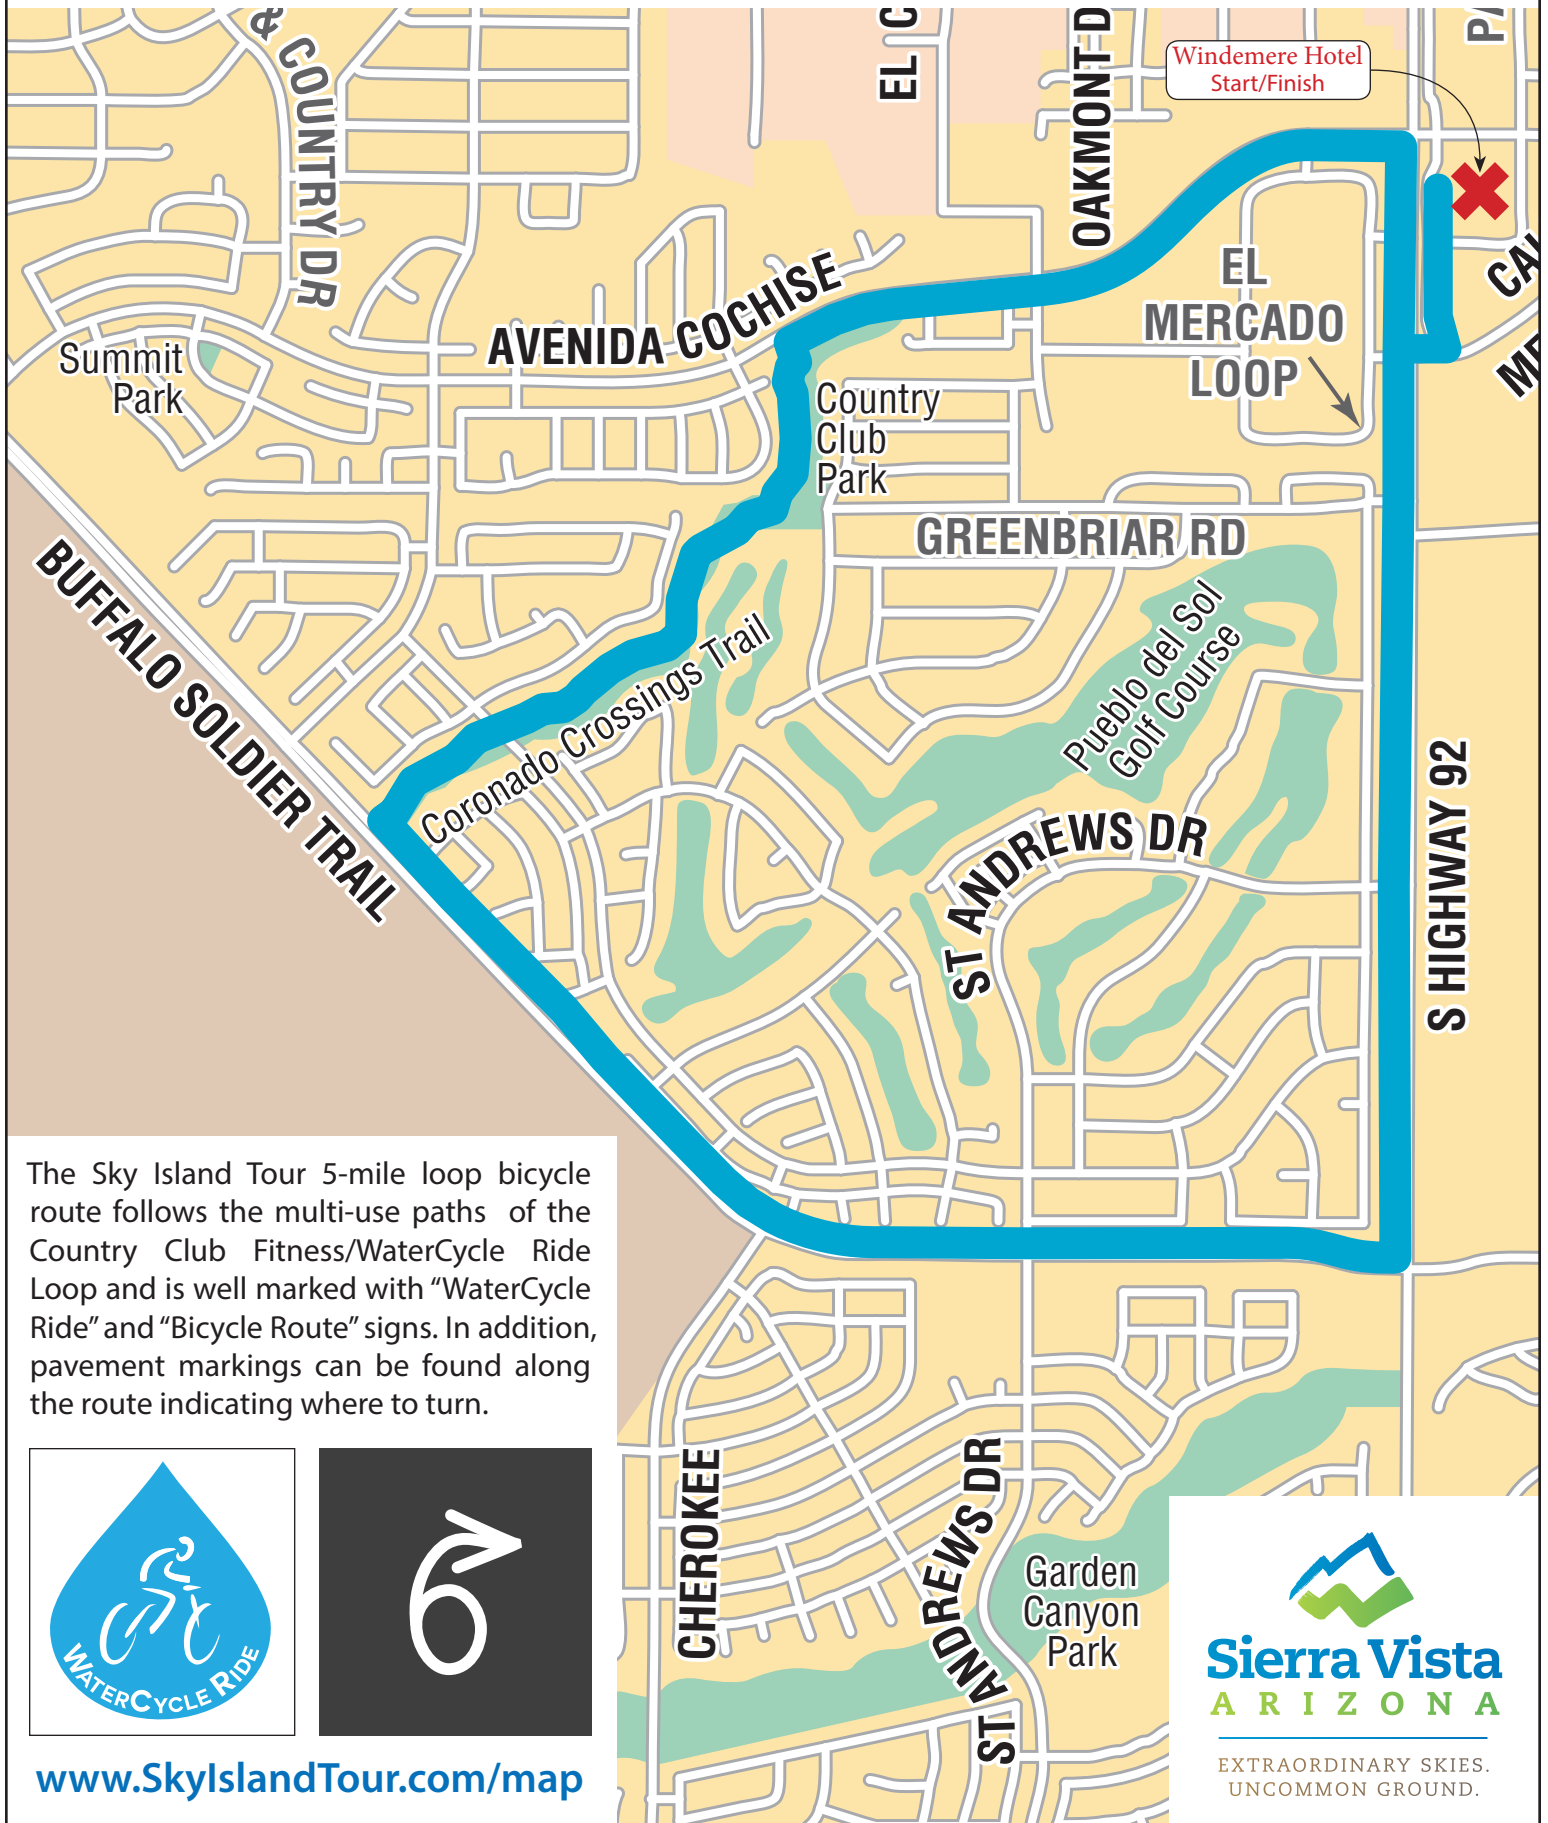 & COUNTRY DR
EL C
OAKMONT D
Windemere Hotel
Start/Finish
PA
CAL
ME
EL
MERCADO
LOOP
AVENIDA COCHISE
Summit
Park
Country
Club
Park
GREENBRIAR RD
BUFFALO SOLDIER TRAIL
Coronado Crossings Trail
Pueblo del Sol
Golf Course
ST ANDREWS DR
S HIGHWAY 92
The Sky Island Tour 5-mile loop bicycle
route follows the multi-use paths of the
Country Club Fitness/WaterCycle Ride
Loop and is well marked with “WaterCycle
Ride” and “Bicycle Route” signs. In addition,
pavement markings can be found along
the route indicating where to turn.
WATERCYCLE RIDE
www.SkyIslandTour.com/map
CHEROKEE
ST ANDREWS DR
Garden
Canyon
Park
Sierra Vista
ARIZONA
EXTRAORDINARY SKIES.
UNCOMMON GROUND.